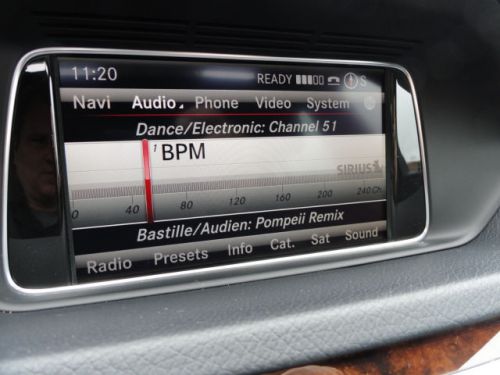 11:20 READY S
Navi Audio Phone Video System
Dance/Electronic: Channel 51
1 BPM
SIRIUS
0 40 80 120 160 200 240 Ch.
Bastille/Audien: Pompeii Remix
Radio Presets Info Cat. Sat Sound